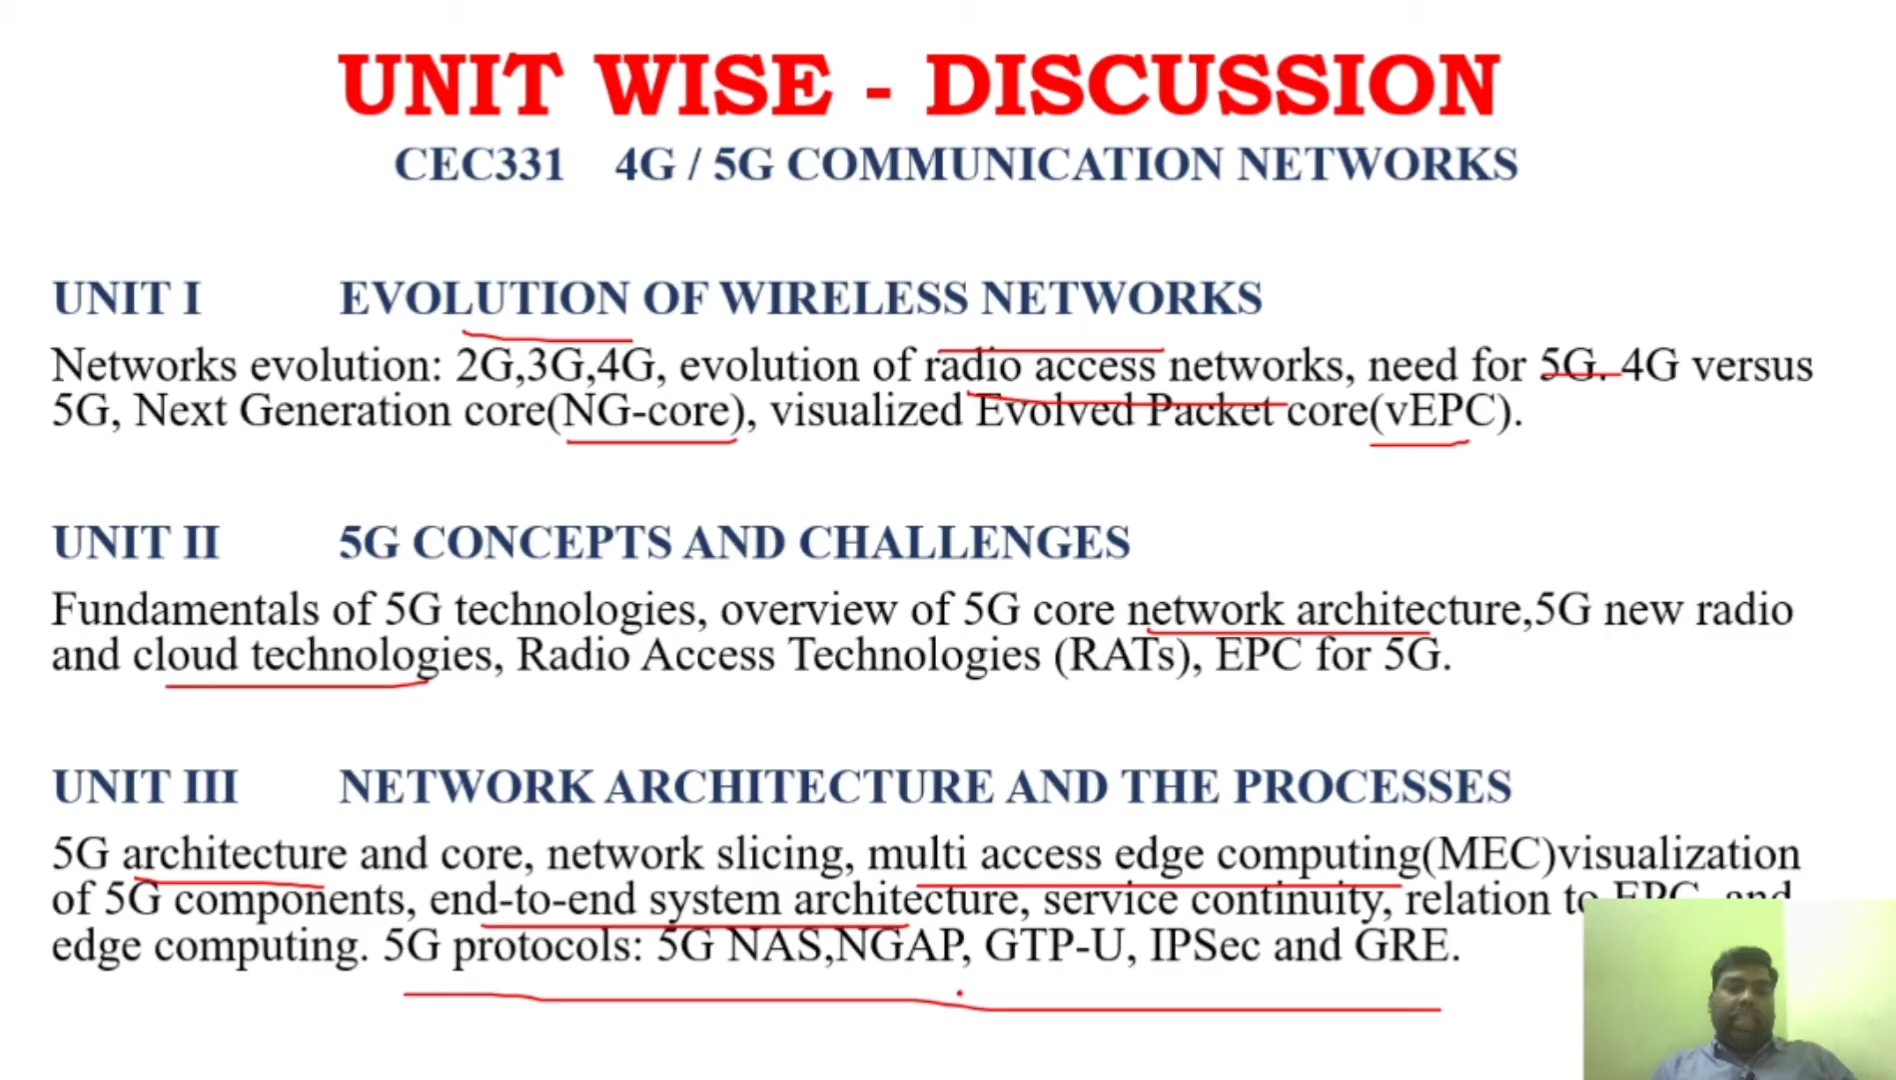 UNIT WISE - DISCUSSION
CEC331 4G / 5G COMMUNICATION NETWORKS
UNIT I EVOLUTION OF WIRELESS NETWORKS
Networks evolution: 2G,3G,4G, evolution of radio access networks, need for 5G. 4G versus
5G, Next Generation core(NG-core), visualized Evolved Packet core(vEPC).
UNIT II 5G CONCEPTS AND CHALLENGES
Fundamentals of 5G technologies, overview of 5G core network architecture,5G new radio
and cloud technologies, Radio Access Technologies (RATs), EPC for 5G.
UNIT III NETWORK ARCHITECTURE AND THE PROCESSES
5G architecture and core, network slicing, multi access edge computing(MEC)visualization
of 5G components, end-to-end system architecture, service continuity, relation to EPC, and
edge computing. 5G protocols: 5G NAS,NGAP, GTP-U, IPSec and GRE.